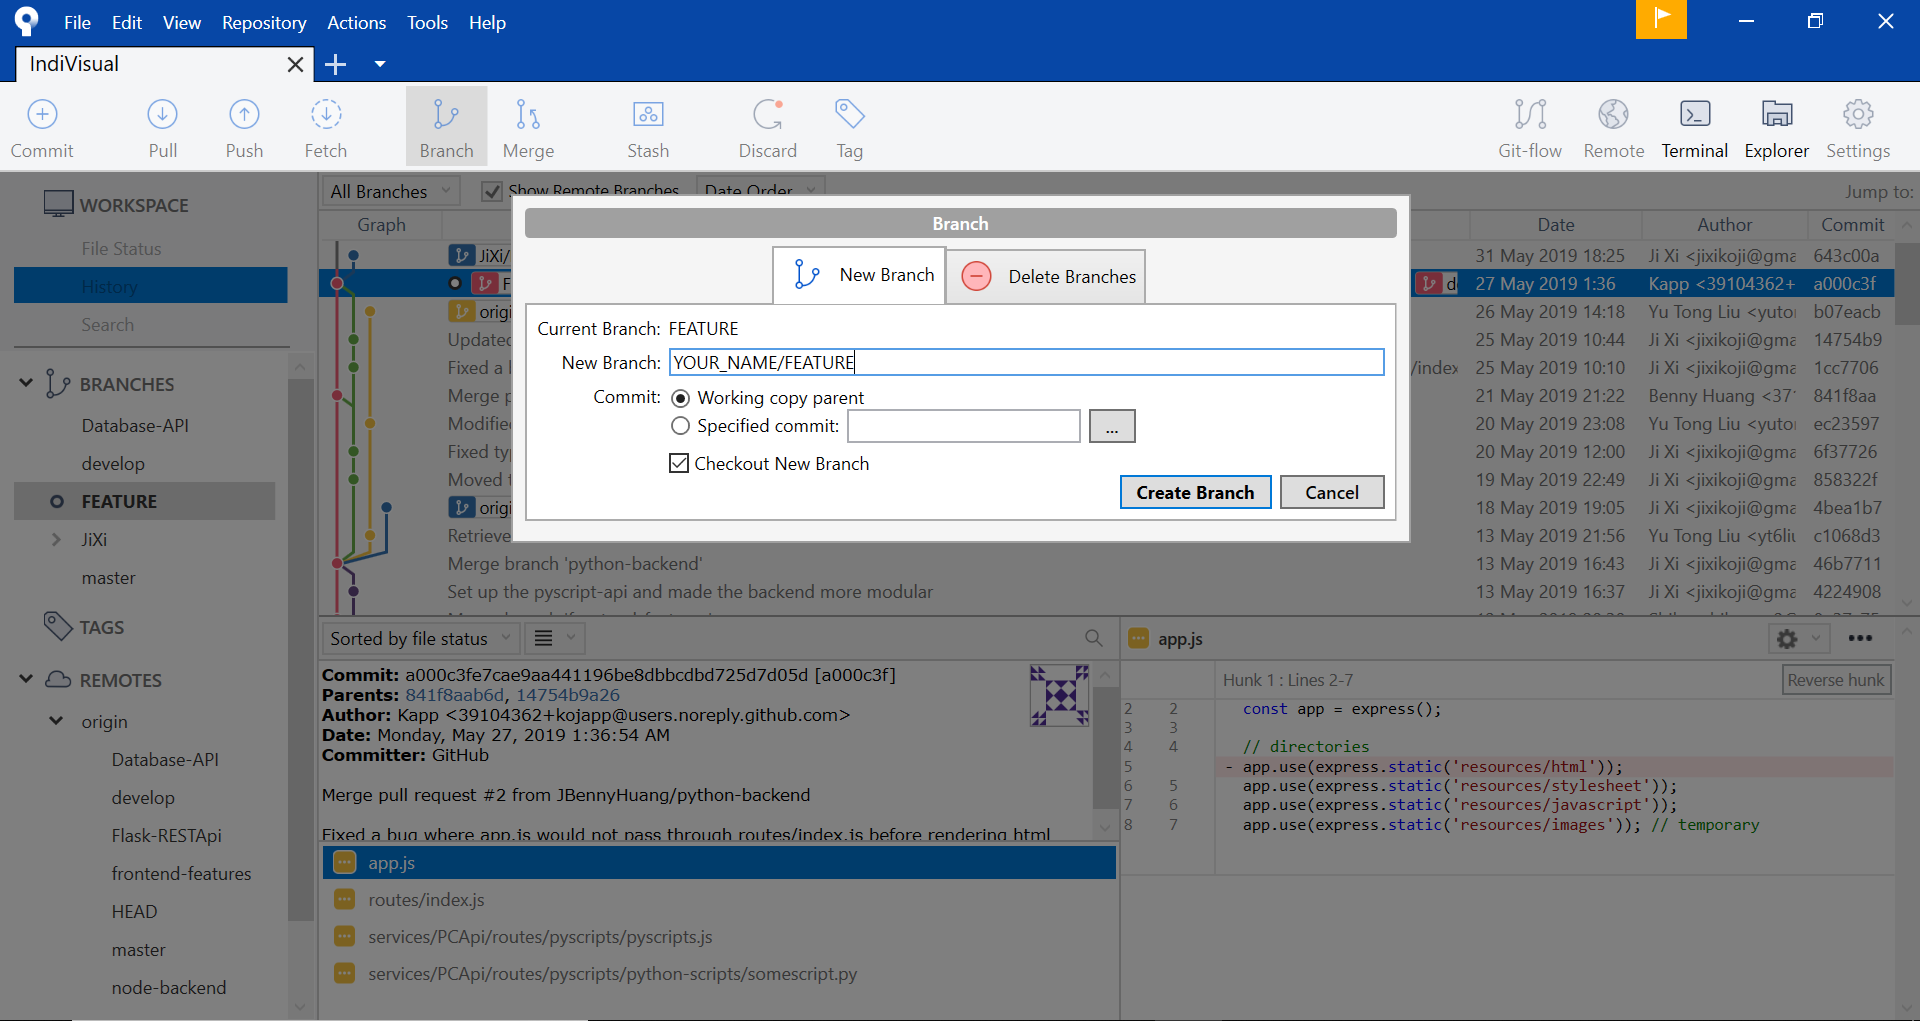 File Edit View Repository Actions Tools Help
IndiVisual
Commit Pull Push Fetch Branch Merge Stash Discard Tag Git-flow Remote Terminal Explorer Settings
WORKSPACE
File Status
History
Search
BRANCHES
Database-API
develop
FEATURE
JiXi
master
TAGS
REMOTES
origin
Database-API
develop
Flask-RESTApi
frontend-features
HEAD
master
node-backend
All Branches Show Remote Branches Date Order Jump to:
Graph Date Author Commit
JiXi/ 31 May 2019 18:25 Ji Xi <jixikoji@gma 643c00a
F d 27 May 2019 1:36 Kapp <39104362+ a000c3f
origi 26 May 2019 14:18 Yu Tong Liu <yuto b07eacb
Updated 25 May 2019 10:44 Ji Xi <jixikoji@gma 14754b9
Fixed a /index 25 May 2019 10:10 Ji Xi <jixikoji@gma 1cc7706
Merge 21 May 2019 21:22 Benny Huang <37 841f8aa
Modifie 20 May 2019 23:08 Yu Tong Liu <yuto ec23597
Fixed ty 20 May 2019 12:00 Ji Xi <jixikoji@gma 6f37726
Moved 19 May 2019 22:49 Ji Xi <jixikoji@gma 858322f
origi 18 May 2019 19:05 Ji Xi <jixikoji@gma 4bea1b7
Retrieve 13 May 2019 21:56 Yu Tong Liu <yt6li c1068d3
Merge branch 'python-backend' 13 May 2019 16:43 Ji Xi <jixikoji@gma 46b7711
Set up the pyscript-api and made the backend more modular 13 May 2019 16:37 Ji Xi <jixikoji@gma 4224908
Branch
New Branch Delete Branches
Current Branch: FEATURE
New Branch: YOUR_NAME/FEATURE
Commit: Working copy parent
Specified commit: ...
Checkout New Branch
Create Branch Cancel
Sorted by file status
Commit: a000c3fe7cae9aa441196be8dbbcdbd725d7d05d [a000c3f]
Parents: 841f8aab6d, 14754b9a26
Author: Kapp <39104362+kojapp@users.noreply.github.com>
Date: Monday, May 27, 2019 1:36:54 AM
Committer: GitHub
Merge pull request #2 from JBennyHuang/python-backend
Fixed a bug where app.js would not pass through routes/index.js before rendering html
app.js
routes/index.js
services/PCApi/routes/pyscripts/pyscripts.js
services/PCApi/routes/pyscripts/python-scripts/somescript.py
app.js
Hunk 1 : Lines 2-7 Reverse hunk
2 2 const app = express();
3 3
4 4 // directories
5 - app.use(express.static('resources/html'));
6 5 app.use(express.static('resources/stylesheet'));
7 6 app.use(express.static('resources/javascript'));
8 7 app.use(express.static('resources/images')); // temporary